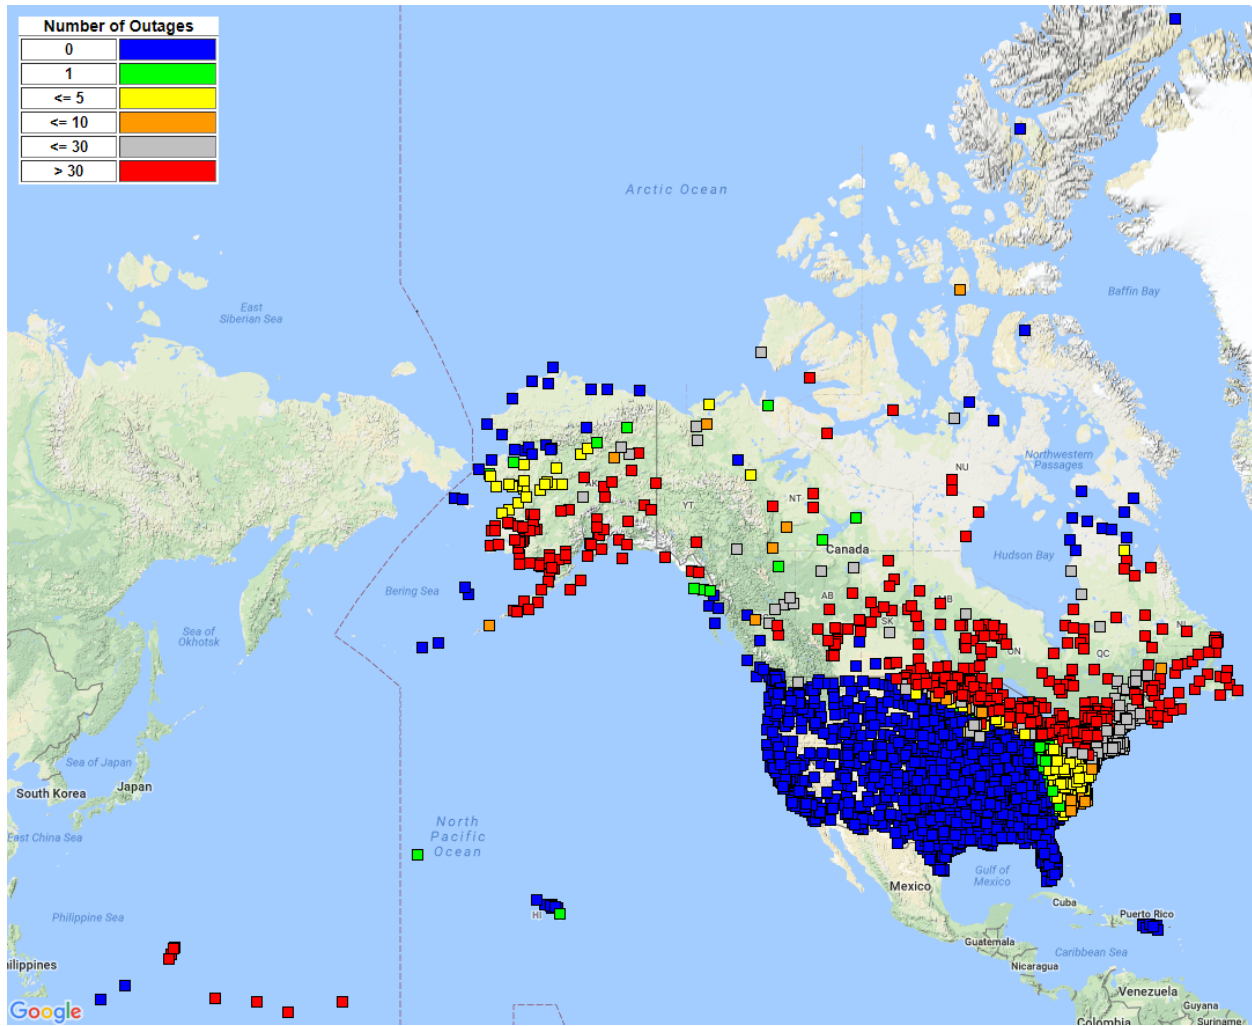 Number of Outages
0
1
<= 5
<= 10
<= 30
> 30
Arctic Ocean
East
Siberian Sea
Baffin Bay
Northwestern
Passages
AK
YT
NT
NU
Canada
Hudson Bay
Bering Sea
Sea of
Okhotsk
AB
MB
SK
ON
QC
NL
Sea of Japan
South Korea
Japan
East China Sea
North
Pacific
Ocean
Gulf of
Mexico
Mexico
Cuba
Puerto Rico
HI
Philippine Sea
Guatemala
Caribbean Sea
Nicaragua
ilippines
Venezuela
Guyana
Colombia
Suriname
Google